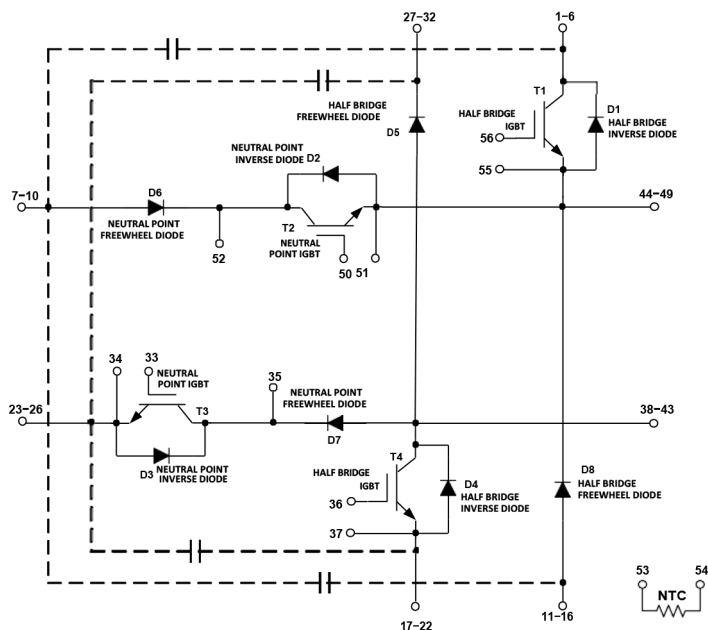 27-32
1-6
HALF BRIDGE
FREEWHEEL DIODE
D5
T1
HALF BRIDGE
IGBT
56
55
D1
HALF BRIDGE
INVERSE DIODE
NEUTRAL POINT
INVERSE DIODE
D2
7-10
D6
NEUTRAL POINT
FREEWHEEL DIODE
52
T2
NEUTRAL
POINT IGBT
50
51
44-49
34
33
NEUTRAL
POINT IGBT
35
NEUTRAL POINT
FREEWHEEL DIODE
23-26
T3
D7
38-43
D3
NEUTRAL POINT
INVERSE DIODE
HALF BRIDGE
IGBT
T4
36
37
D4
HALF BRIDGE
INVERSE DIODE
D8
HALF BRIDGE
FREEWHEEL DIODE
53
54
NTC
17-22
11-16